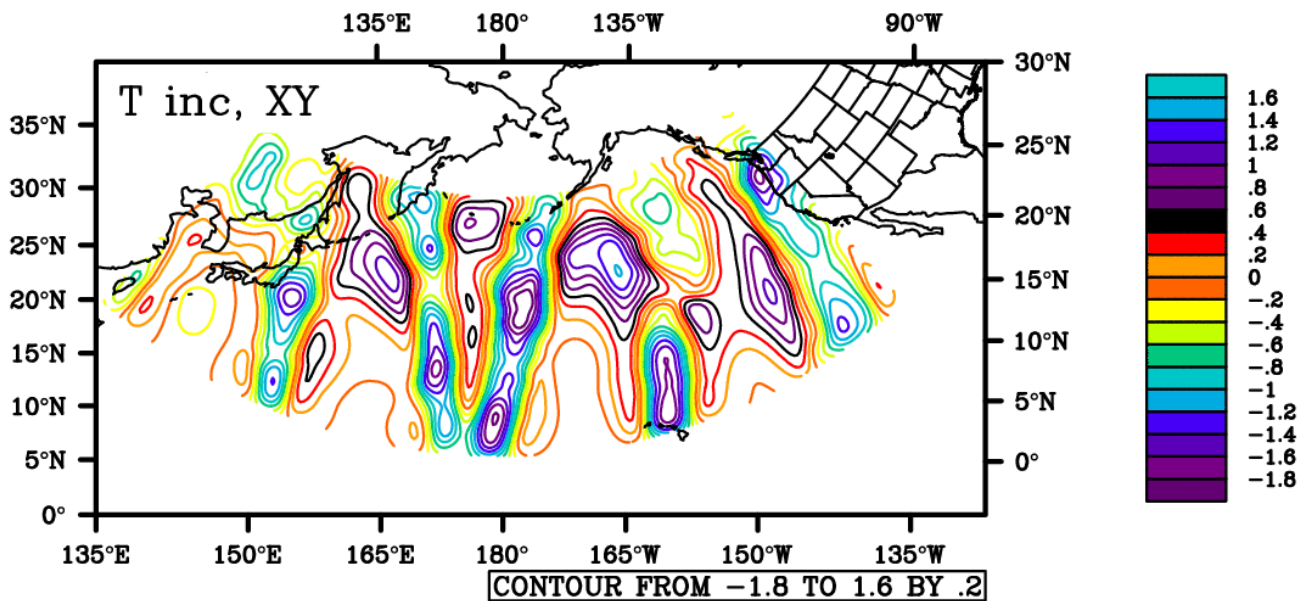 135°E 180° 135°W 90°W
T inc, XY
30°N
25°N
20°N
15°N
10°N
5°N
0°
35°N
30°N
25°N
20°N
15°N
10°N
5°N
0°
135°E 150°E 165°E 180° 165°W 150°W 135°W
CONTOUR FROM −1.8 TO 1.6 BY .2
1.6
1.4
1.2
1
.8
.6
.4
.2
0
−.2
−.4
−.6
−.8
−1
−1.2
−1.4
−1.6
−1.8